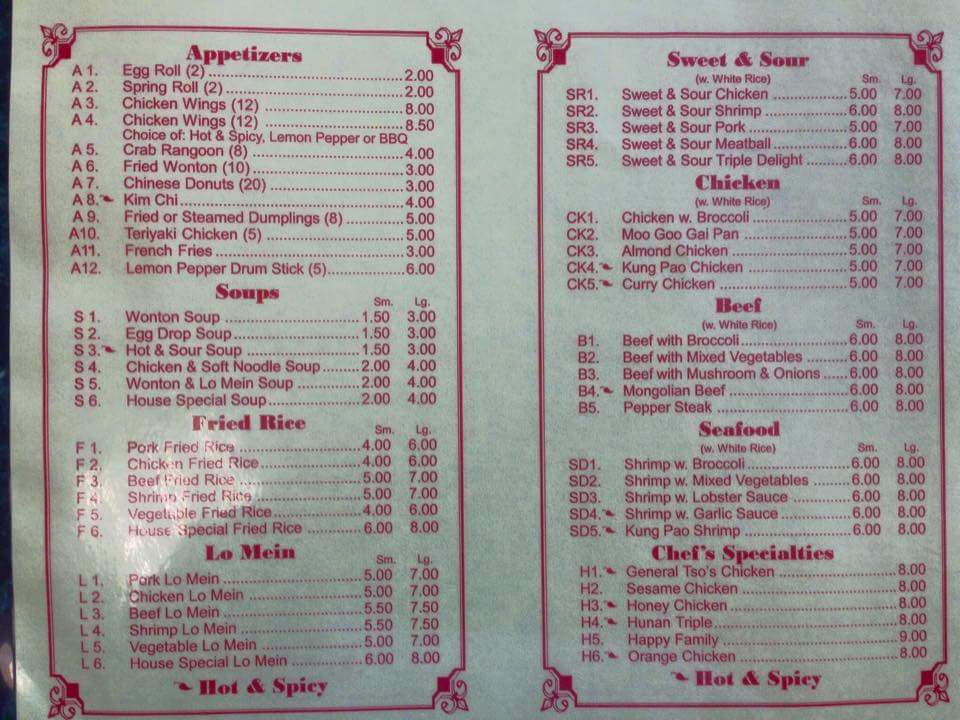 Appetizers
A 1. Egg Roll (2) 2.00
A 2. Spring Roll (2) 2.00
A 3. Chicken Wings (12) 8.00
A 4. Chicken Wings (12) 8.50
Choice of: Hot & Spicy, Lemon Pepper or BBQ
A 5. Crab Rangoon (8) 4.00
A 6. Fried Wonton (10) 3.00
A 7. Chinese Donuts (20) 3.00
A 8. Kim Chi 4.00
A 9. Fried or Steamed Dumplings (8) 5.00
A10. Teriyaki Chicken (5) 5.00
A11. French Fries 3.00
A12. Lemon Pepper Drum Stick (5) 6.00
Soups
Sm. Lg.
S 1. Wonton Soup 1.50 3.00
S 2. Egg Drop Soup 1.50 3.00
S 3. Hot & Sour Soup 1.50 3.00
S 4. Chicken & Soft Noodle Soup 2.00 4.00
S 5. Wonton & Lo Mein Soup 2.00 4.00
S 6. House Special Soup 2.00 4.00
Fried Rice
Sm. Lg.
F 1. Pork Fried Rice 4.00 6.00
F 2. Chicken Fried Rice 4.00 6.00
F 3. Beef Fried Rice 5.00 7.00
F 4. Shrimp Fried Rice 5.00 7.00
F 5. Vegetable Fried Rice 4.00 6.00
F 6. House Special Fried Rice 6.00 8.00
Lo Mein
Sm. Lg.
L 1. Pork Lo Mein 5.00 7.00
L 2. Chicken Lo Mein 5.00 7.00
L 3. Beef Lo Mein 5.50 7.50
L 4. Shrimp Lo Mein 5.50 7.50
L 5. Vegetable Lo Mein 5.00 7.00
L 6. House Special Lo Mein 6.00 8.00
Hot & Spicy
Sweet & Sour
(w. White Rice) Sm. Lg.
SR1. Sweet & Sour Chicken 5.00 7.00
SR2. Sweet & Sour Shrimp 6.00 8.00
SR3. Sweet & Sour Pork 5.00 7.00
SR4. Sweet & Sour Meatball 6.00 8.00
SR5. Sweet & Sour Triple Delight 6.00 8.00
Chicken
(w. White Rice) Sm. Lg.
CK1. Chicken w. Broccoli 5.00 7.00
CK2. Moo Goo Gai Pan 5.00 7.00
CK3. Almond Chicken 5.00 7.00
CK4. Kung Pao Chicken 5.00 7.00
CK5. Curry Chicken 5.00 7.00
Beef
(w. White Rice) Sm. Lg.
B1. Beef with Broccoli 6.00 8.00
B2. Beef with Mixed Vegetables 6.00 8.00
B3. Beef with Mushroom & Onions 6.00 8.00
B4. Mongolian Beef 6.00 8.00
B5. Pepper Steak 6.00 8.00
Seafood
(w. White Rice) Sm. Lg.
SD1. Shrimp w. Broccoli 6.00 8.00
SD2. Shrimp w. Mixed Vegetables 6.00 8.00
SD3. Shrimp w. Lobster Sauce 6.00 8.00
SD4. Shrimp w. Garlic Sauce 6.00 8.00
SD5. Kung Pao Shrimp 6.00 8.00
Chef's Specialties
H1. General Tso's Chicken 8.00
H2. Sesame Chicken 8.00
H3. Honey Chicken 8.00
H4. Hunan Triple 8.00
H5. Happy Family 9.00
H6. Orange Chicken 8.00
Hot & Spicy